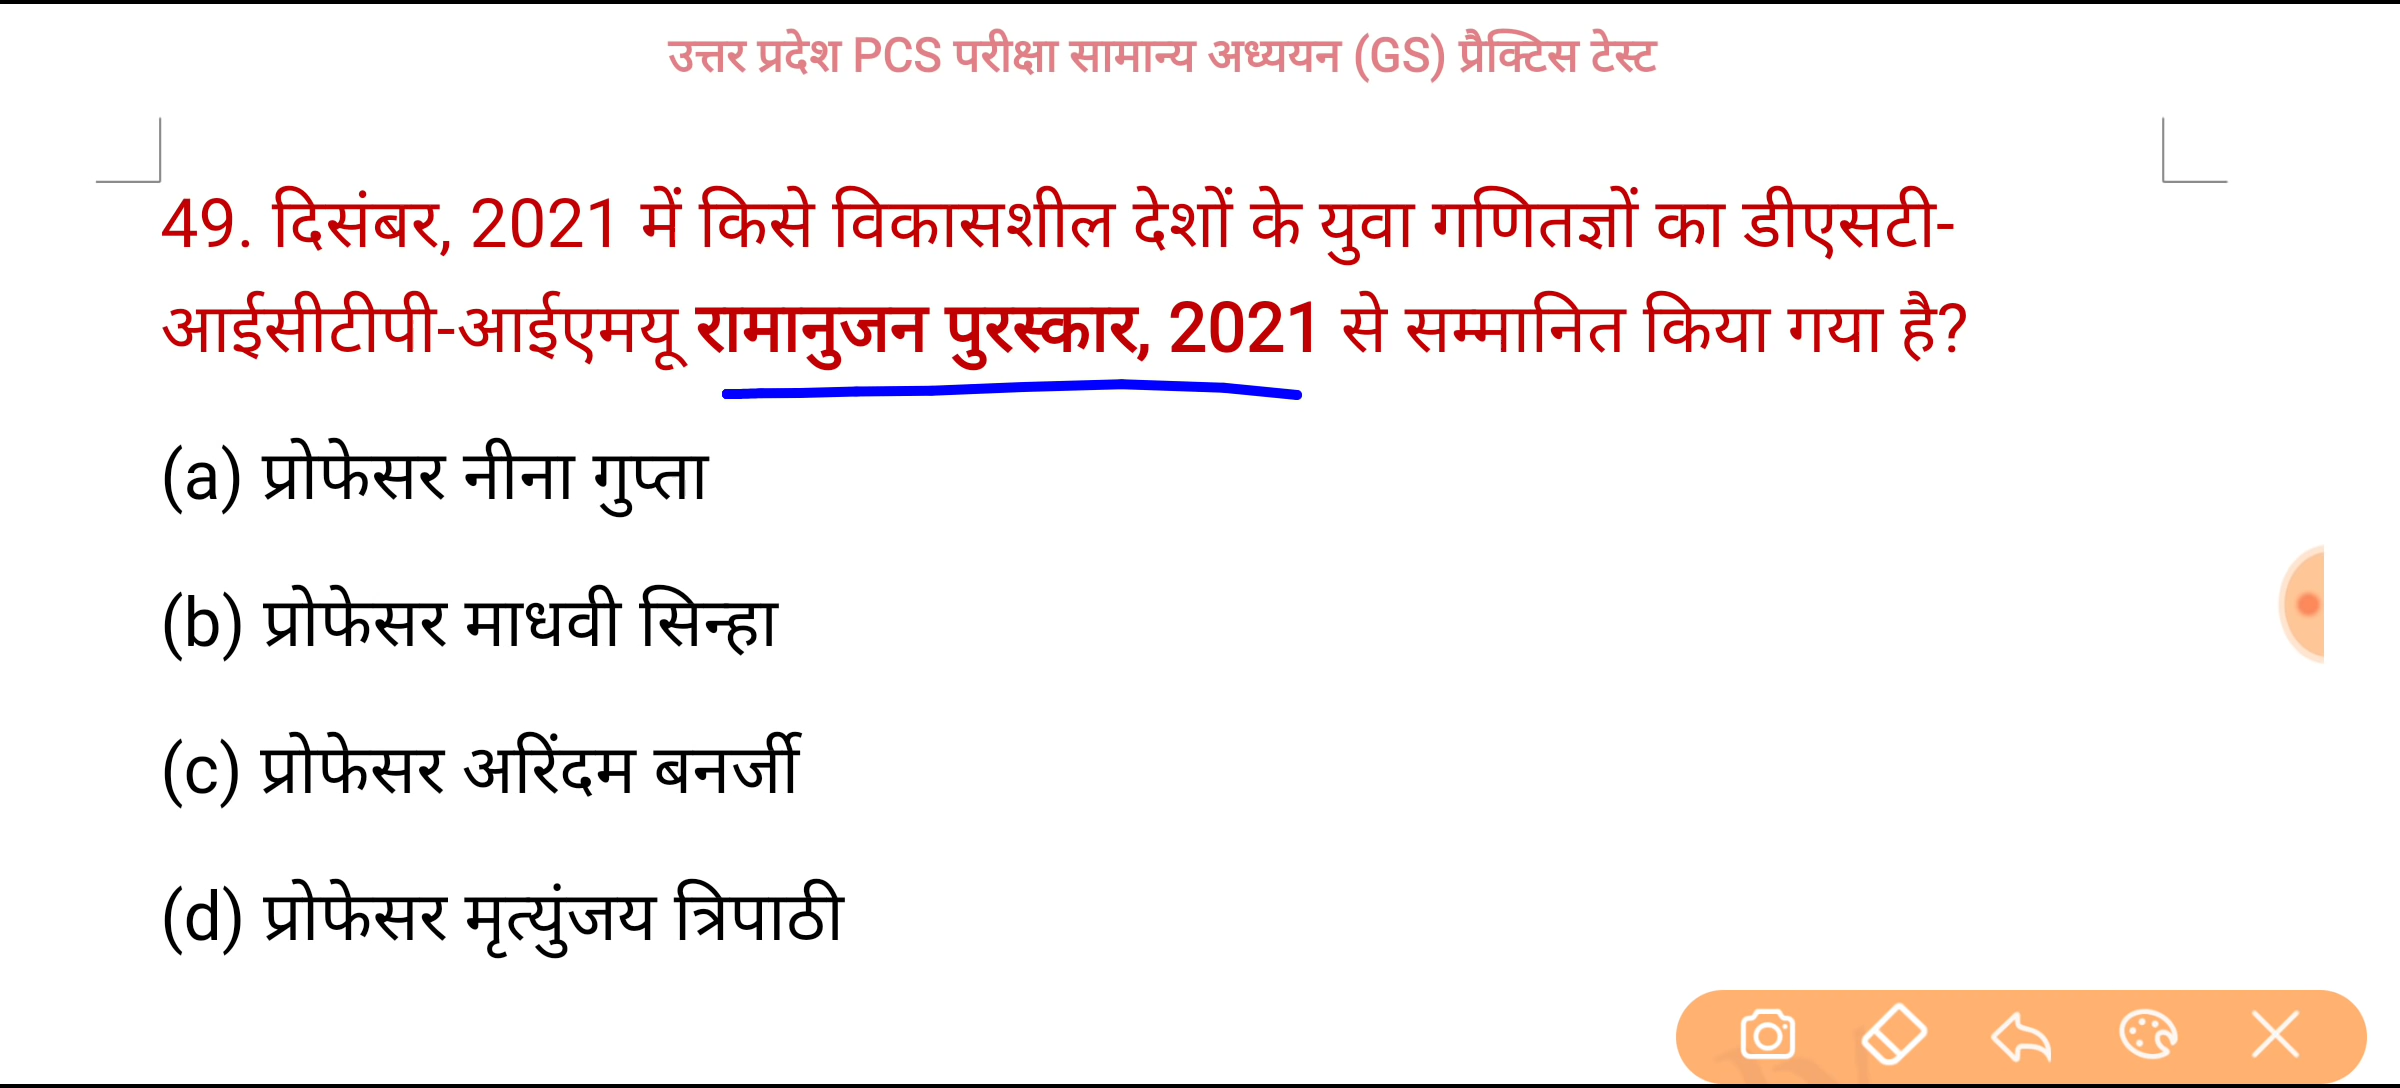 उत्तर प्रदेश PCS परीक्षा सामान्य अध्ययन (GS) प्रैक्टिस टेस्ट
49. दिसंबर, 2021 में किसे विकासशील देशों के युवा गणितज्ञों का डीएसटी-
आईसीटीपी-आईएमयू रामानुजन पुरस्कार, 2021 से सम्मानित किया गया है?
(a) प्रोफेसर नीना गुप्ता
(b) प्रोफेसर माधवी सिन्हा
(c) प्रोफेसर अरिंदम बनर्जी
(d) प्रोफेसर मृत्युंजय त्रिपाठी